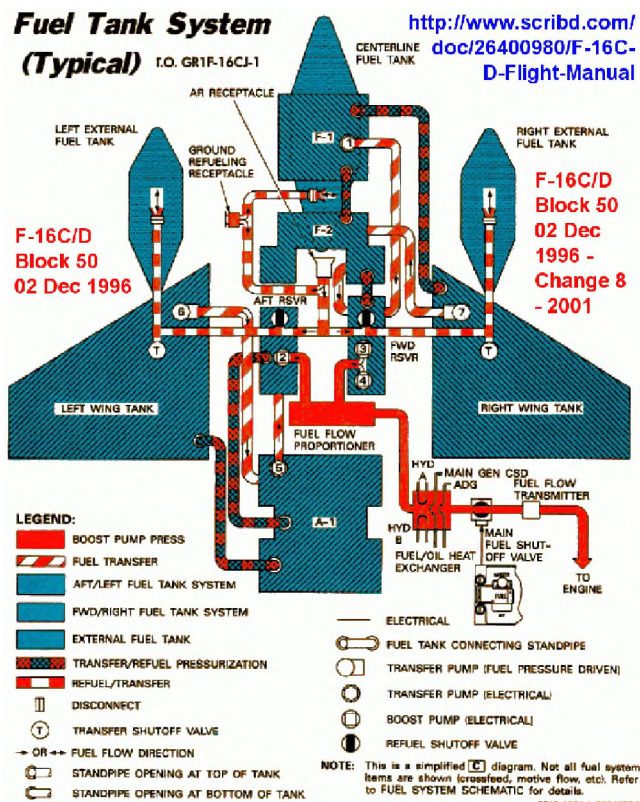 Fuel Tank System
(Typical) T.O. GR1F-16CJ-1
http://www.scribd.com/
doc/26400980/F-16C-
D-Flight-Manual
CENTERLINE
FUEL TANK
AR RECEPTACLE
LEFT EXTERNAL
FUEL TANK
GROUND
REFUELING
RECEPTACLE
F-1
1
RIGHT EXTERNAL
FUEL TANK
F-2
F-16C/D
Block 50
02 Dec 1996
F-16C/D
Block 50
02 Dec
1996 -
Change 8
- 2001
AFT RSVR
6
7
T
T
FWD
RSVR
2
3
4
LEFT WING TANK
RIGHT WING TANK
FUEL FLOW
PROPORTIONER
5
A-1
HYD
A
MAIN GEN CSD
ADG
FUEL FLOW
TRANSMITTER
HYD
B
FUEL/OIL HEAT
EXCHANGER
MAIN
FUEL SHUT-
OFF VALVE
TO
ENGINE
LEGEND:
BOOST PUMP PRESS
FUEL TRANSFER
AFT/LEFT FUEL TANK SYSTEM
FWD/RIGHT FUEL TANK SYSTEM
EXTERNAL FUEL TANK
TRANSFER/REFUEL PRESSURIZATION
REFUEL/TRANSFER
DISCONNECT
T TRANSFER SHUTOFF VALVE
OR FUEL FLOW DIRECTION
STANDPIPE OPENING AT TOP OF TANK
STANDPIPE OPENING AT BOTTOM OF TANK
ELECTRICAL
FUEL TANK CONNECTING STANDPIPE
TRANSFER PUMP (FUEL PRESSURE DRIVEN)
TRANSFER PUMP (ELECTRICAL)
BOOST PUMP (ELECTRICAL)
REFUEL SHUTOFF VALVE
NOTE: This is a simplified C diagram. Not all fuel system
items are shown (crossfeed, motive flow, etc). Refer
to FUEL SYSTEM SCHEMATIC for details.